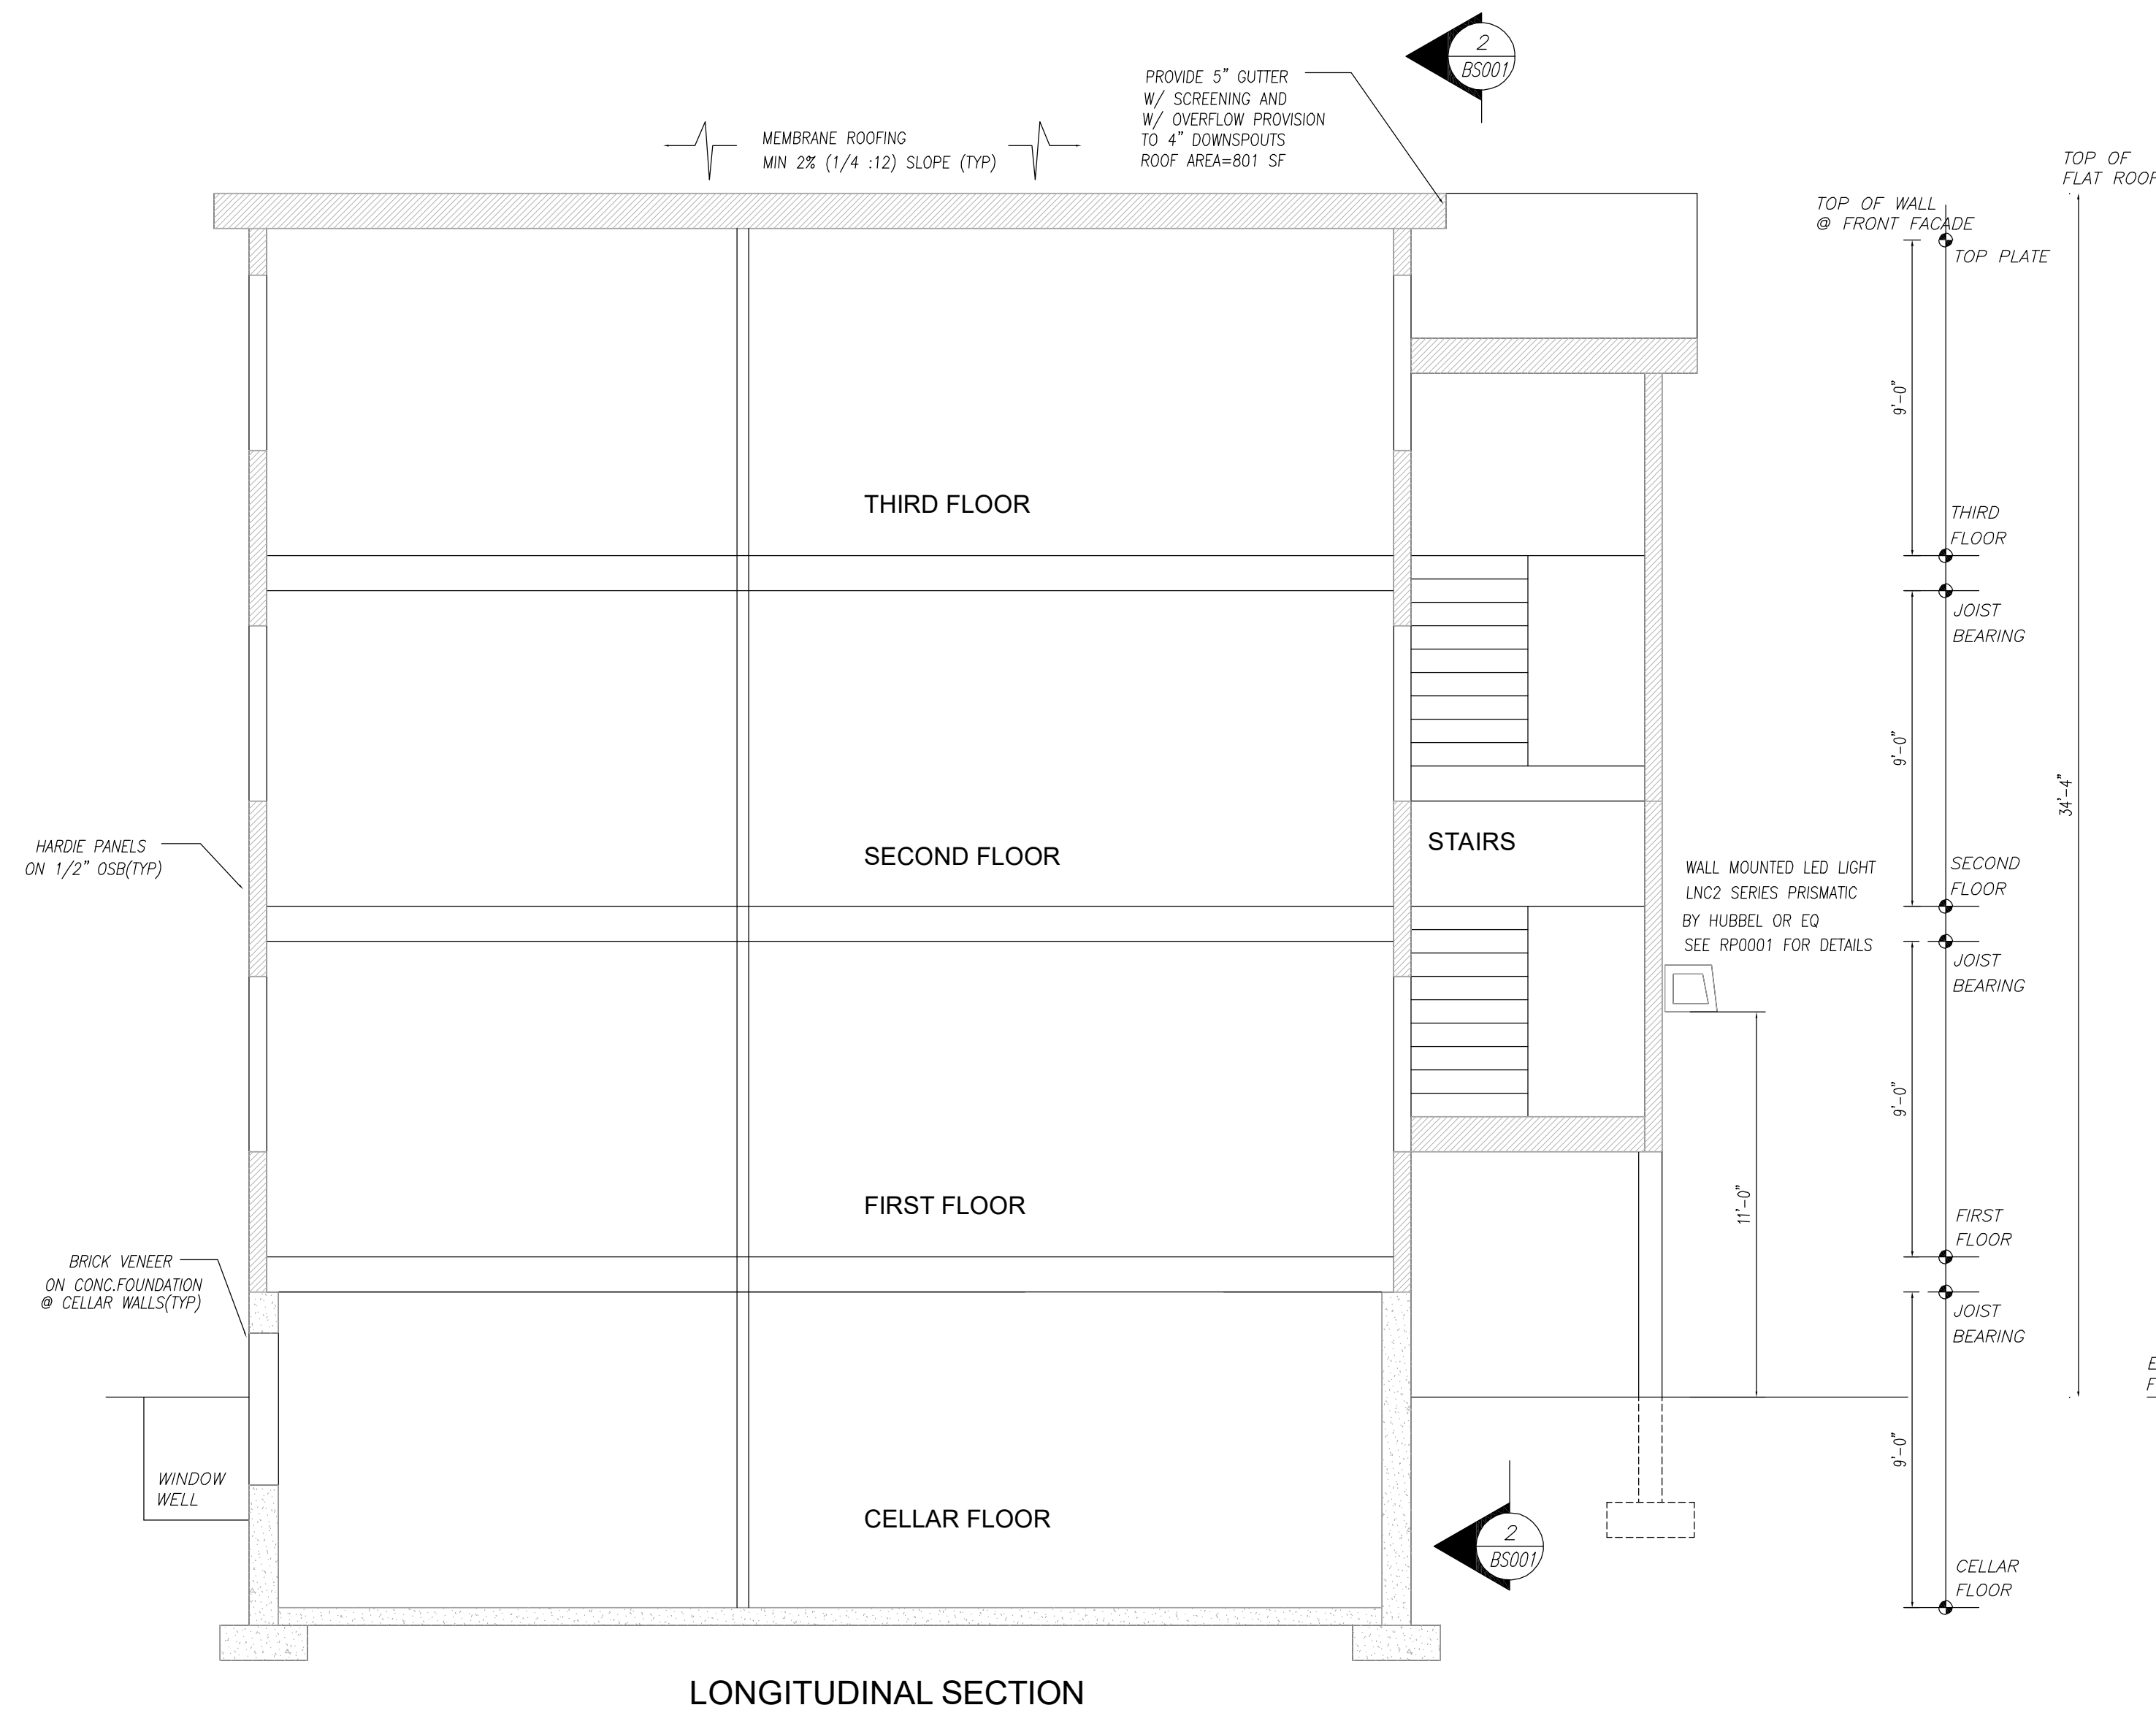 2
BS001
PROVIDE 5" GUTTER
W/ SCREENING AND
W/ OVERFLOW PROVISION
TO 4" DOWNSPOUTS
ROOF AREA=801 SF
MEMBRANE ROOFING
MIN 2% (1/4 :12) SLOPE (TYP)
TOP OF
FLAT ROOF
TOP OF WALL
@ FRONT FACADE
TOP PLATE
9'-0"
THIRD FLOOR
THIRD
FLOOR
JOIST
BEARING
9'-0"
34'-4"
HARDIE PANELS
ON 1/2" OSB(TYP)
SECOND FLOOR
STAIRS
WALL MOUNTED LED LIGHT
LNC2 SERIES PRISMATIC
BY HUBBEL OR EQ
SEE RP0001 FOR DETAILS
SECOND
FLOOR
JOIST
BEARING
9'-0"
11'-0"
FIRST FLOOR
FIRST
FLOOR
BRICK VENEER
ON CONC.FOUNDATION
@ CELLAR WALLS(TYP)
JOIST
BEARING
9'-0"
WINDOW
WELL
CELLAR FLOOR
2
BS001
CELLAR
FLOOR
LONGITUDINAL SECTION